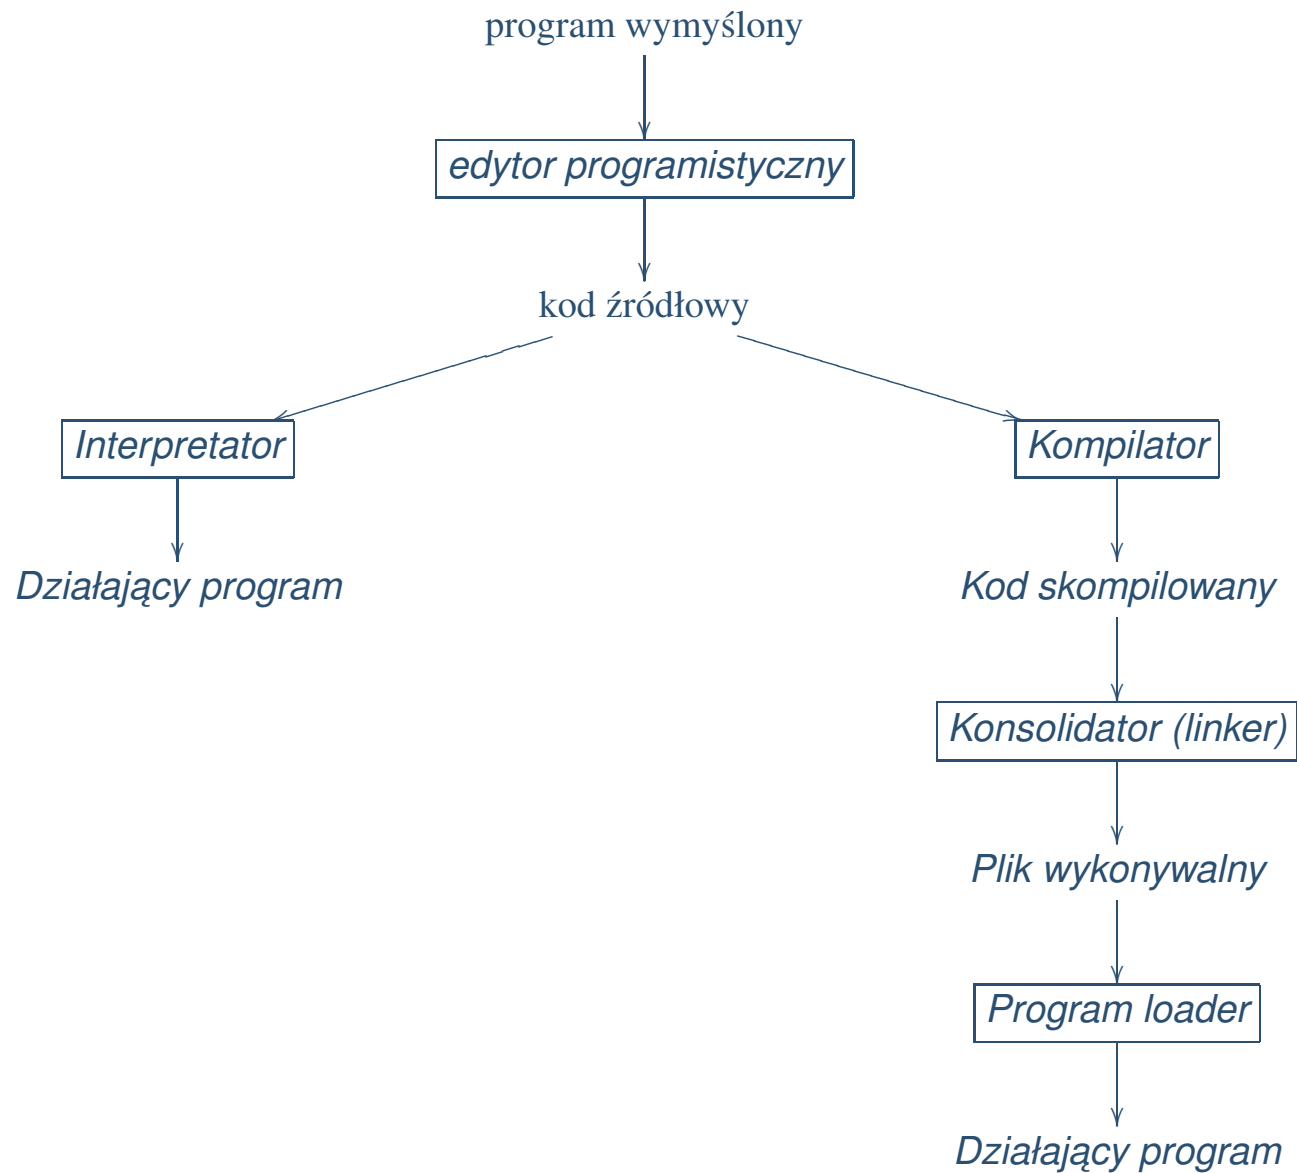 program wymyślony
edytor programistyczny
kod źródłowy
Interpretator
Kompilator
Działający program
Kod skompilowany
Konsolidator (linker)
Plik wykonywalny
Program loader
Działający program